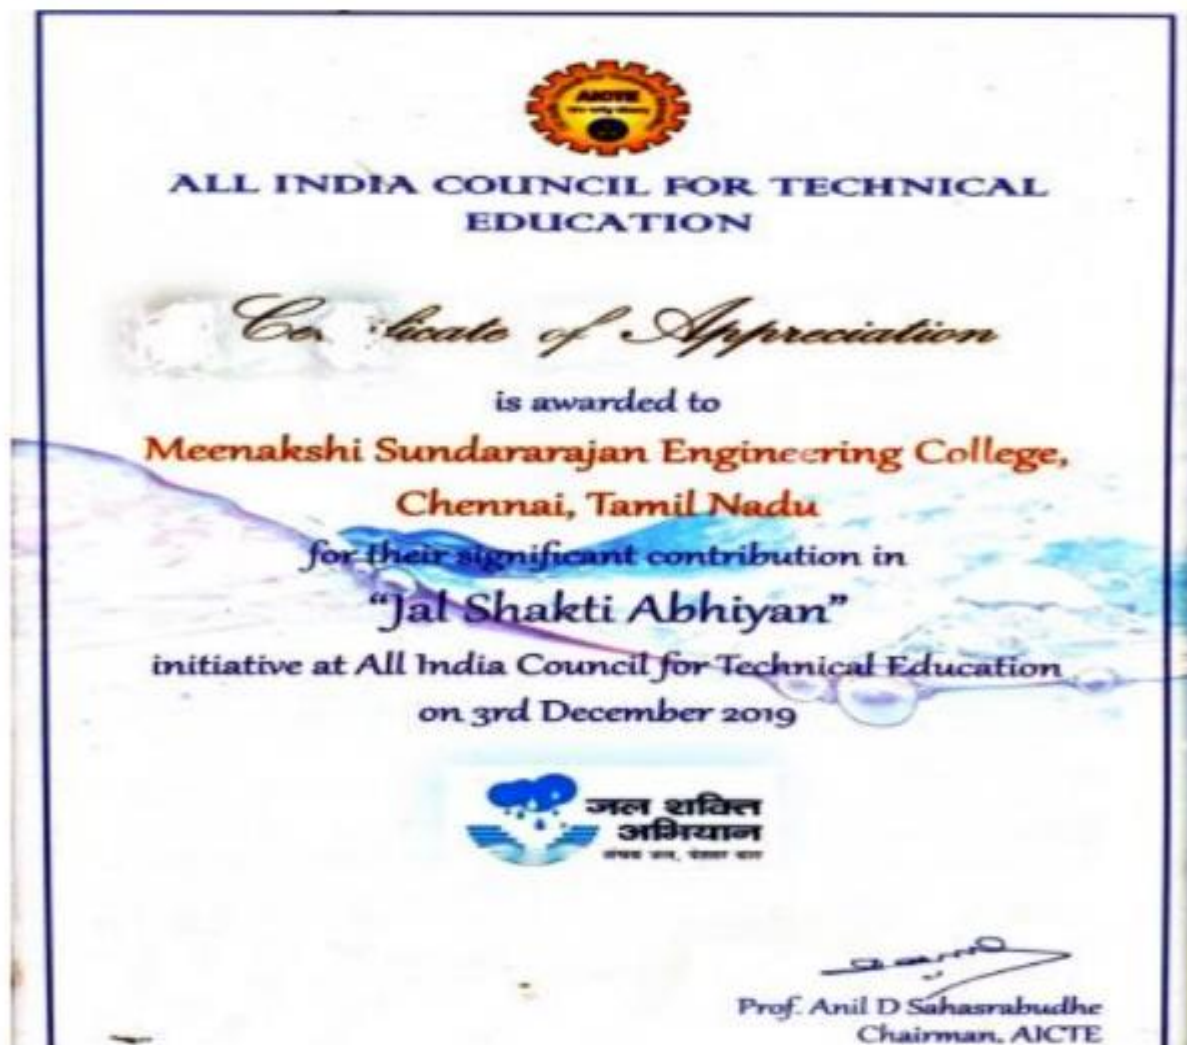 AICTE
ALL INDIA COUNCIL FOR TECHNICAL
EDUCATION
of Appreciation
is awarded to
Meenakshi Sundararajan Engineering College,
Chennai, Tamil Nadu
for their significant contribution in
“Jal Shakti Abhiyan”
initiative at All India Council for Technical Education
on 3rd December 2019
जल शक्ति
अभियान
Prof. Anil D Sahasrabudhe
Chairman, AICTE